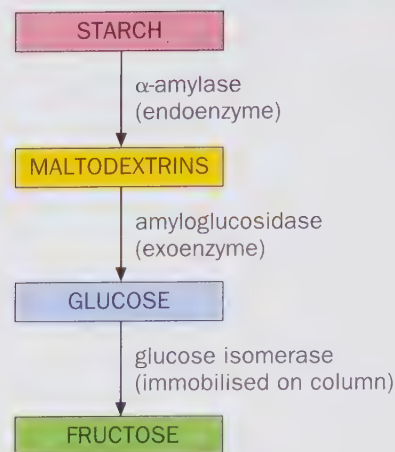 STARCH
α-amylase
(endoenzyme)
MALTODEXTRINS
amyloglucosidase
(exoenzyme)
GLUCOSE
glucose isomerase
(immobilised on column)
FRUCTOSE